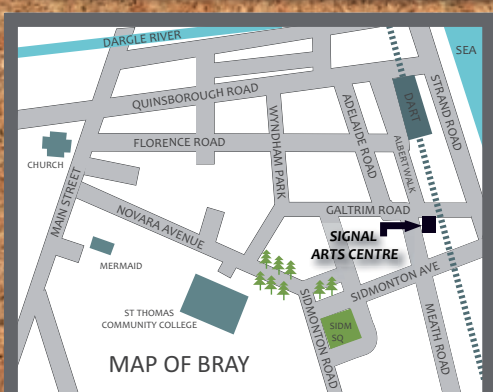 DARGLE RIVER
SEA
QUINSBOROUGH ROAD
DART
STRAND ROAD
WYNDHAM PARK
ADELAIDE ROAD
FLORENCE ROAD
ALBERT WALK
CHURCH
MAIN STREET
NOVARA AVENUE
GALTRIM ROAD
SIGNAL
ARTS CENTRE
MERMAID
SIDMONTON AVE
ST THOMAS
COMMUNITY COLLEGE
SIDMONTON ROAD
SIDM
SQ
MEATH ROAD
MAP OF BRAY